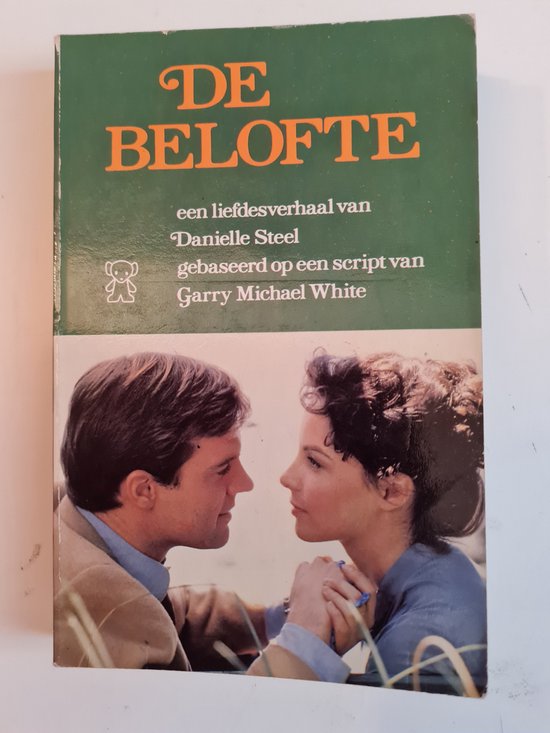 DE
BELOFTE
een liefdesverhaal van
Danielle Steel
gebaseerd op een script van
Garry Michael White